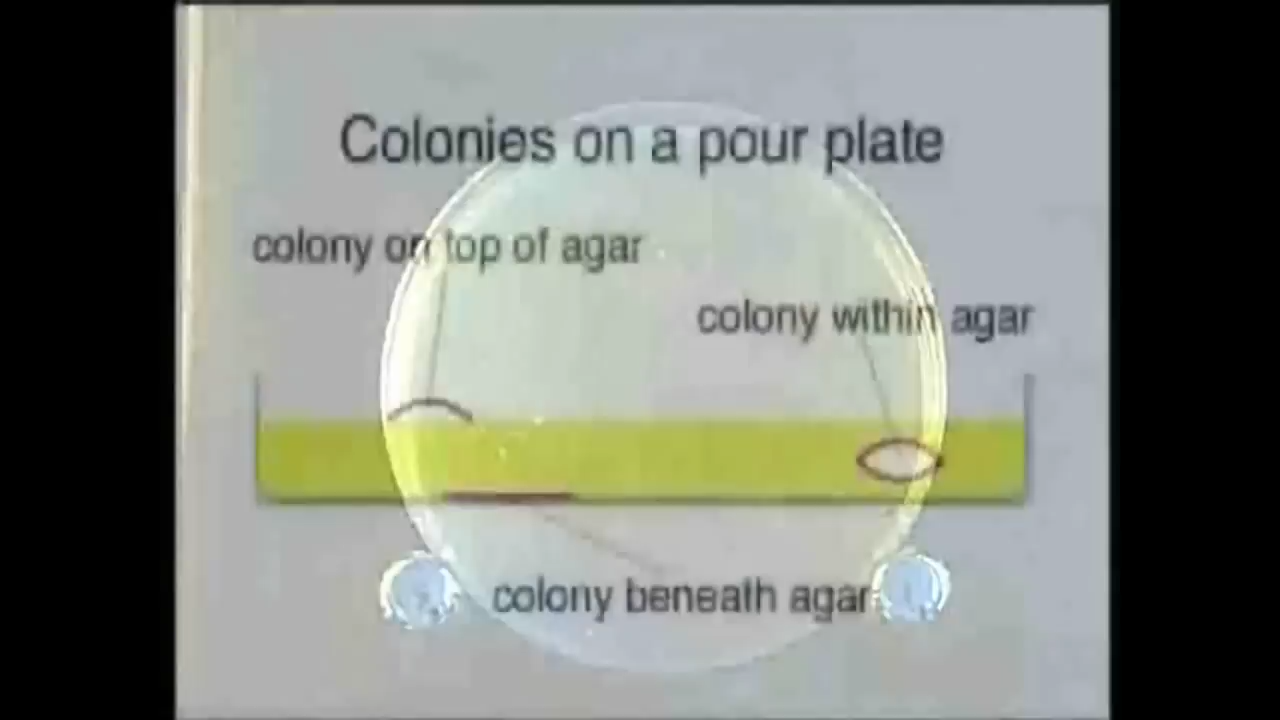 Colonies on a pour plate
colony on top of agar
colony within agar
colony beneath agar